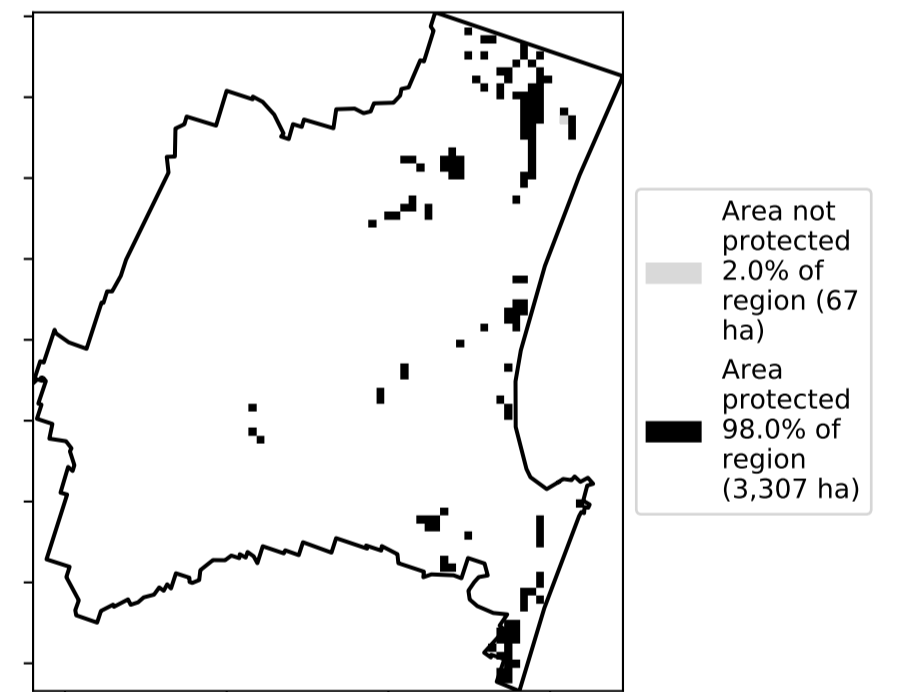 Area not
protected
2.0% of
region (67
ha)
Area
protected
98.0% of
region
(3,307 ha)